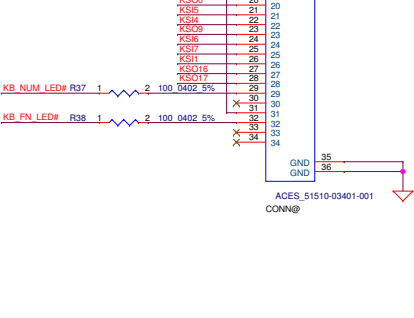 20 20
KSI5 21 21
KSI4 22 22
KSO9 23 23
KSI6 24 24
KSI7 25 25
KSI1 26 26
KSO16 27 27
KSO17 28 28
KB_NUM_LED# R37 1 2 100_0402_5% 29 29
30 30
31 31
KB_FN_LED# R38 1 2 100_0402_5% 32 32
33 33
34 34
GND 35
GND 36
ACES_51510-03401-001
CONN@